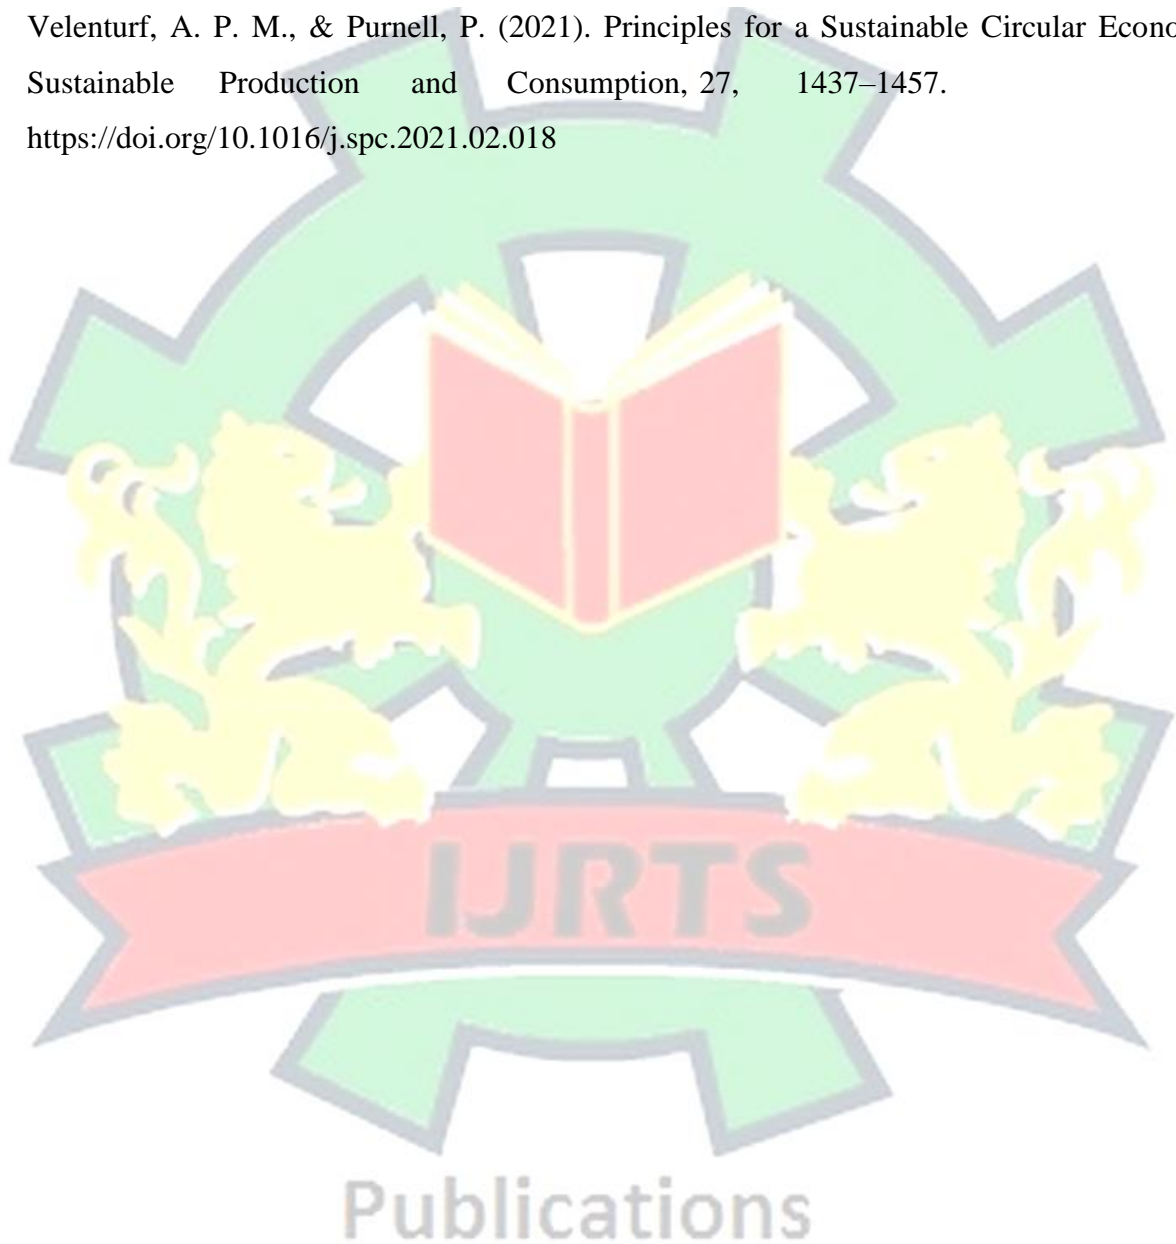 Velenturf, A. P. M., & Purnell, P. (2021). Principles for a Sustainable Circular
Sustainable Production and Consumption, 27, 1437–1457.
https://doi.org/10.1016/j.spc.2021.02.018
IJRTS
Publications